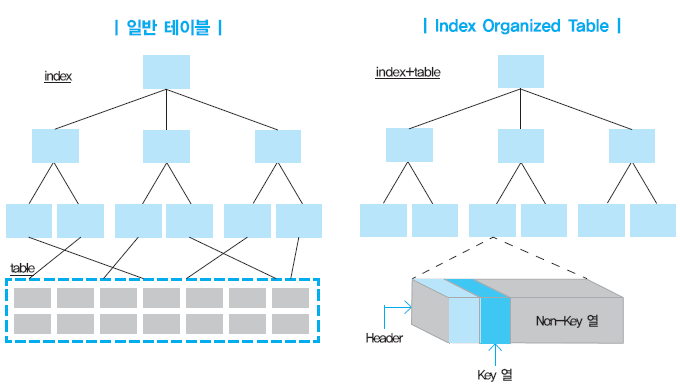 | 일반 테이블 |
| Index Organized Table |
index
index+table
table
Header
Non-Key 열
Key 열